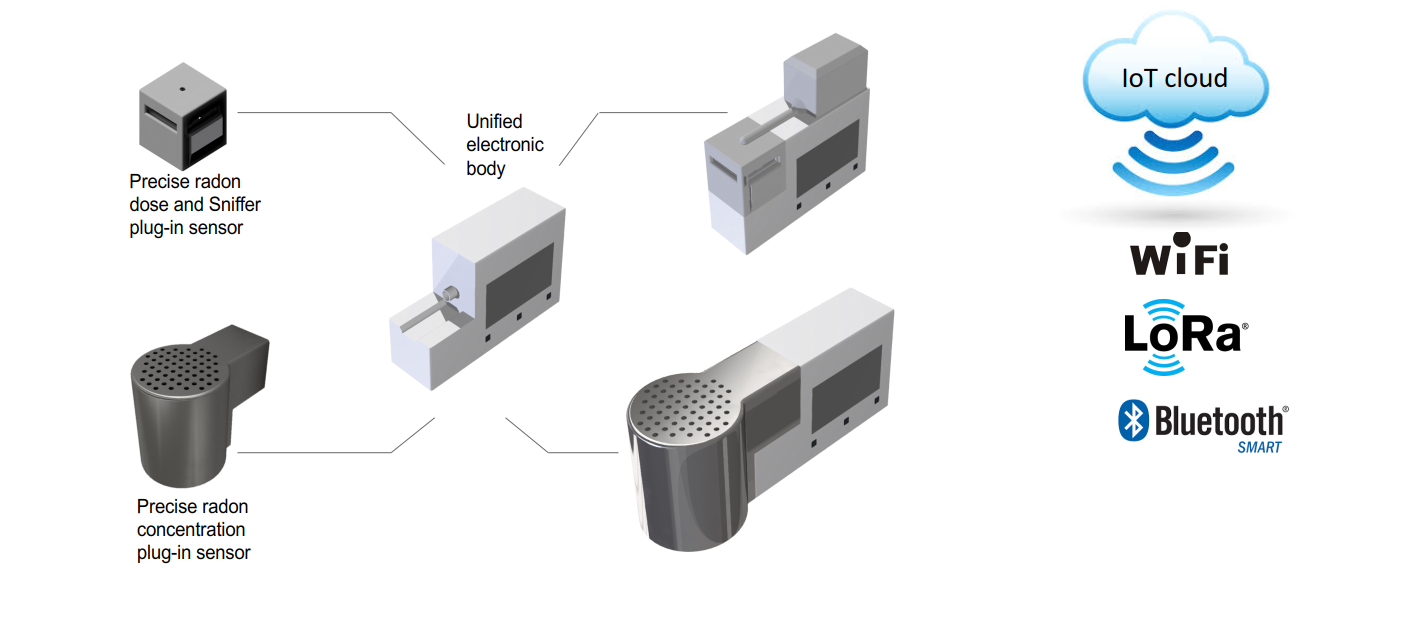 Precise radon
dose and Sniffer
plug-in sensor
Unified
electronic
body
Precise radon
concentration
plug-in sensor
IoT cloud
WiFi
LoRa®
Bluetooth®
SMART